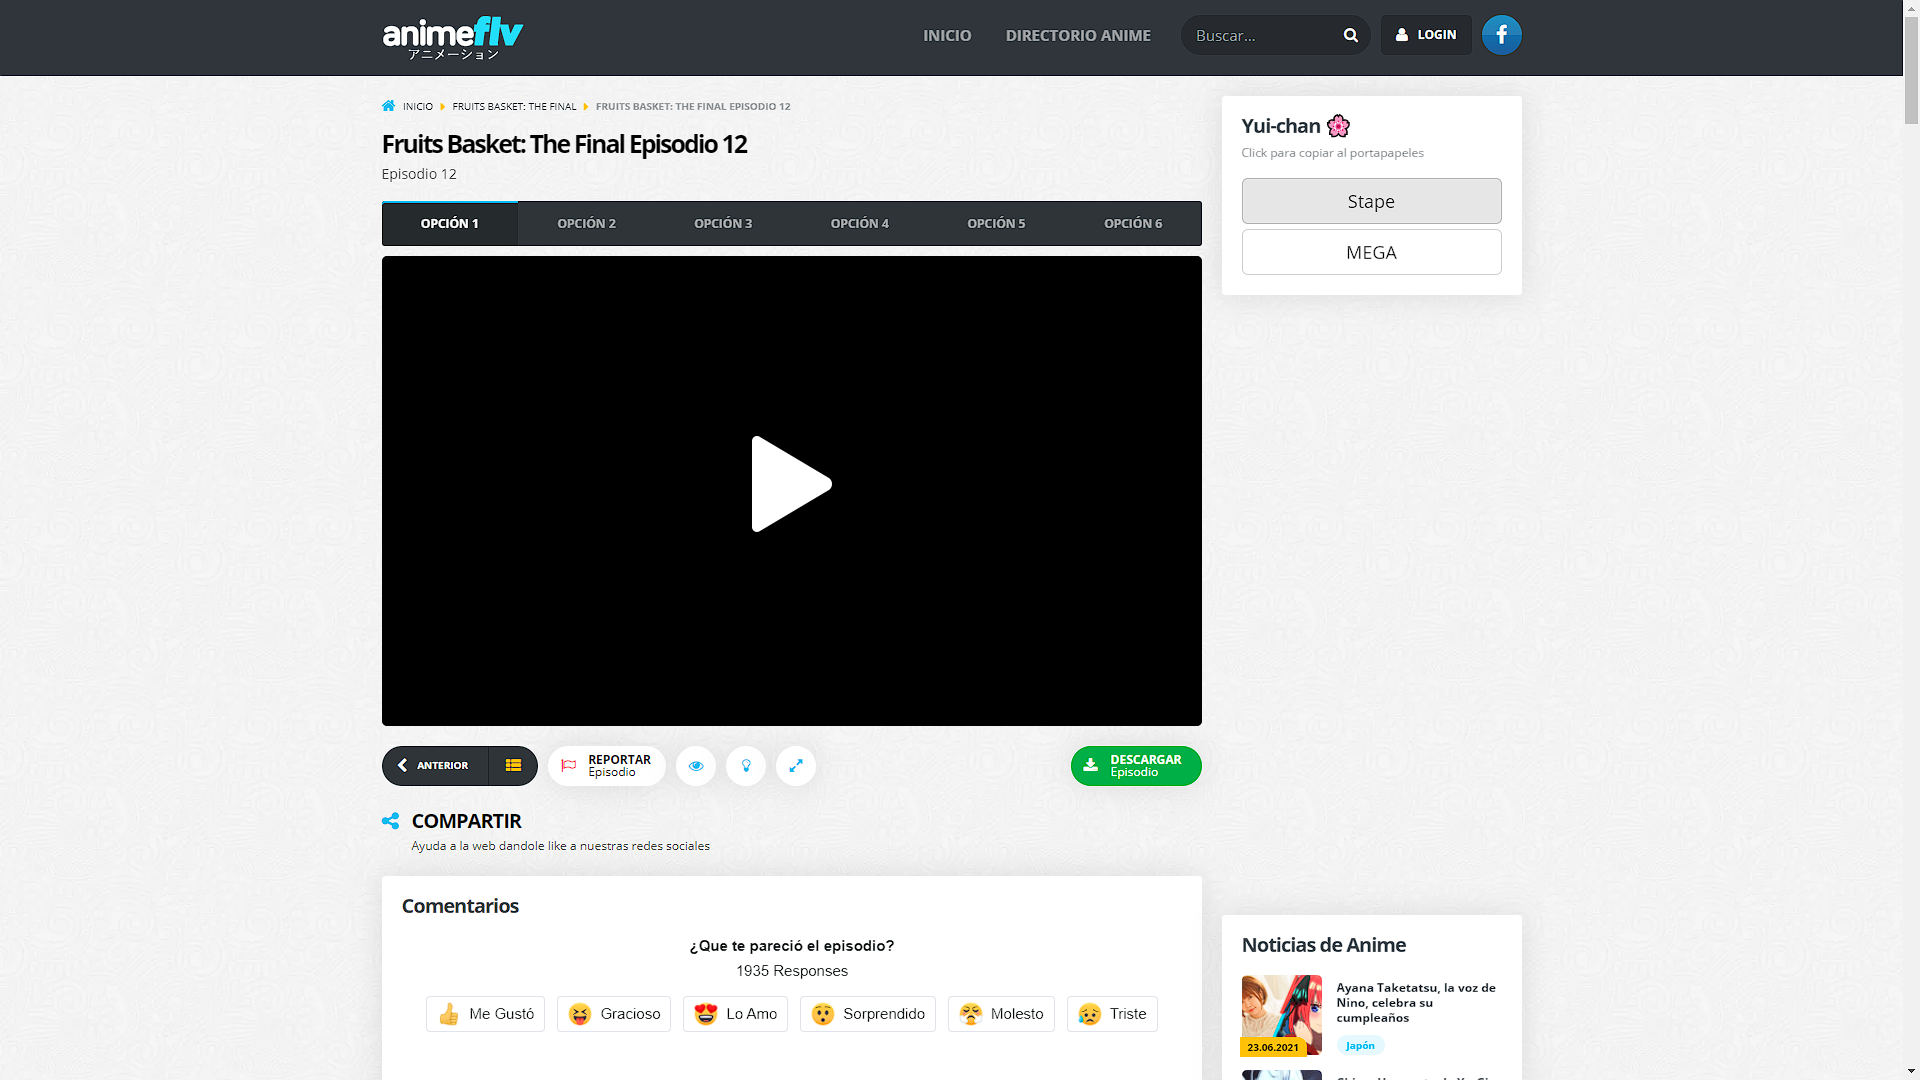 animeflv
アニメーション
INICIO
DIRECTORIO ANIME
Buscar...
LOGIN
INICIO
FRUITS BASKET: THE FINAL
FRUITS BASKET: THE FINAL EPISODIO 12
Fruits Basket: The Final Episodio 12
Episodio 12
OPCIÓN 1
OPCIÓN 2
OPCIÓN 3
OPCIÓN 4
OPCIÓN 5
OPCIÓN 6
Yui-chan 🌸
Click para copiar al portapapeles
Stape
MEGA
ANTERIOR
REPORTAR
Episodio
DESCARGAR
Episodio
COMPARTIR
Ayuda a la web dandole like a nuestras redes sociales
Comentarios
¿Que te pareció el episodio?
1935 Responses
Me Gustó
Gracioso
Lo Amo
Sorprendido
Molesto
Triste
Noticias de Anime
Ayana Taketatsu, la voz de
Nino, celebra su
cumpleaños
23.06.2021
Japón